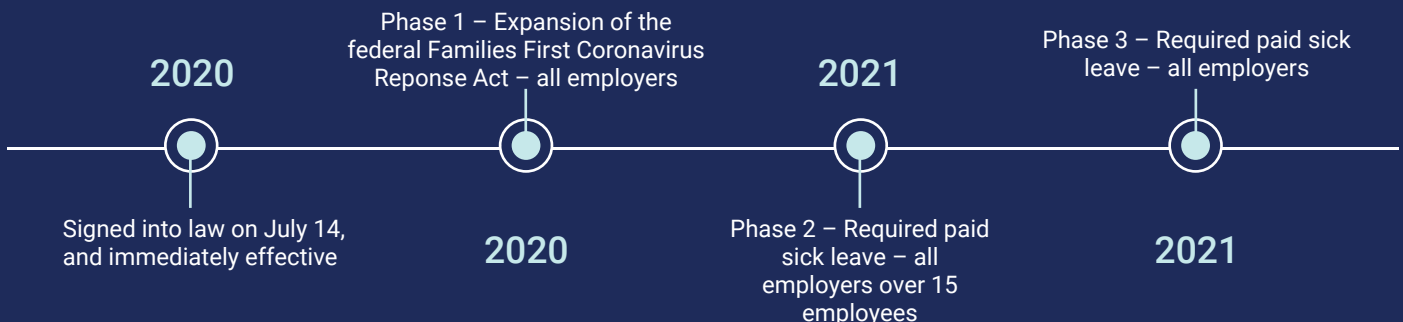 2020
Signed into law on July 14,
and immediately effective
Phase 1 – Expansion of the
federal Families First Coronavirus
Reponse Act – all employers
2020
2021
Phase 2 – Required paid
sick leave – all
employers over 15
employees
Phase 3 – Required paid sick
leave – all employers
2021